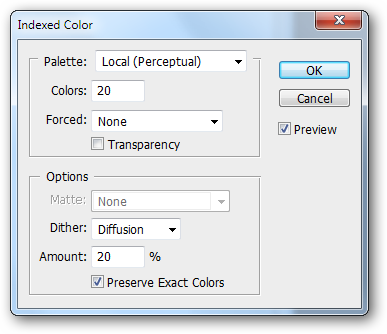 Indexed Color
Palette: Local (Perceptual)
OK
Colors: 20
Cancel
Forced: None
Preview
Transparency
Options
Matte: None
Dither: Diffusion
Amount: 20 %
Preserve Exact Colors